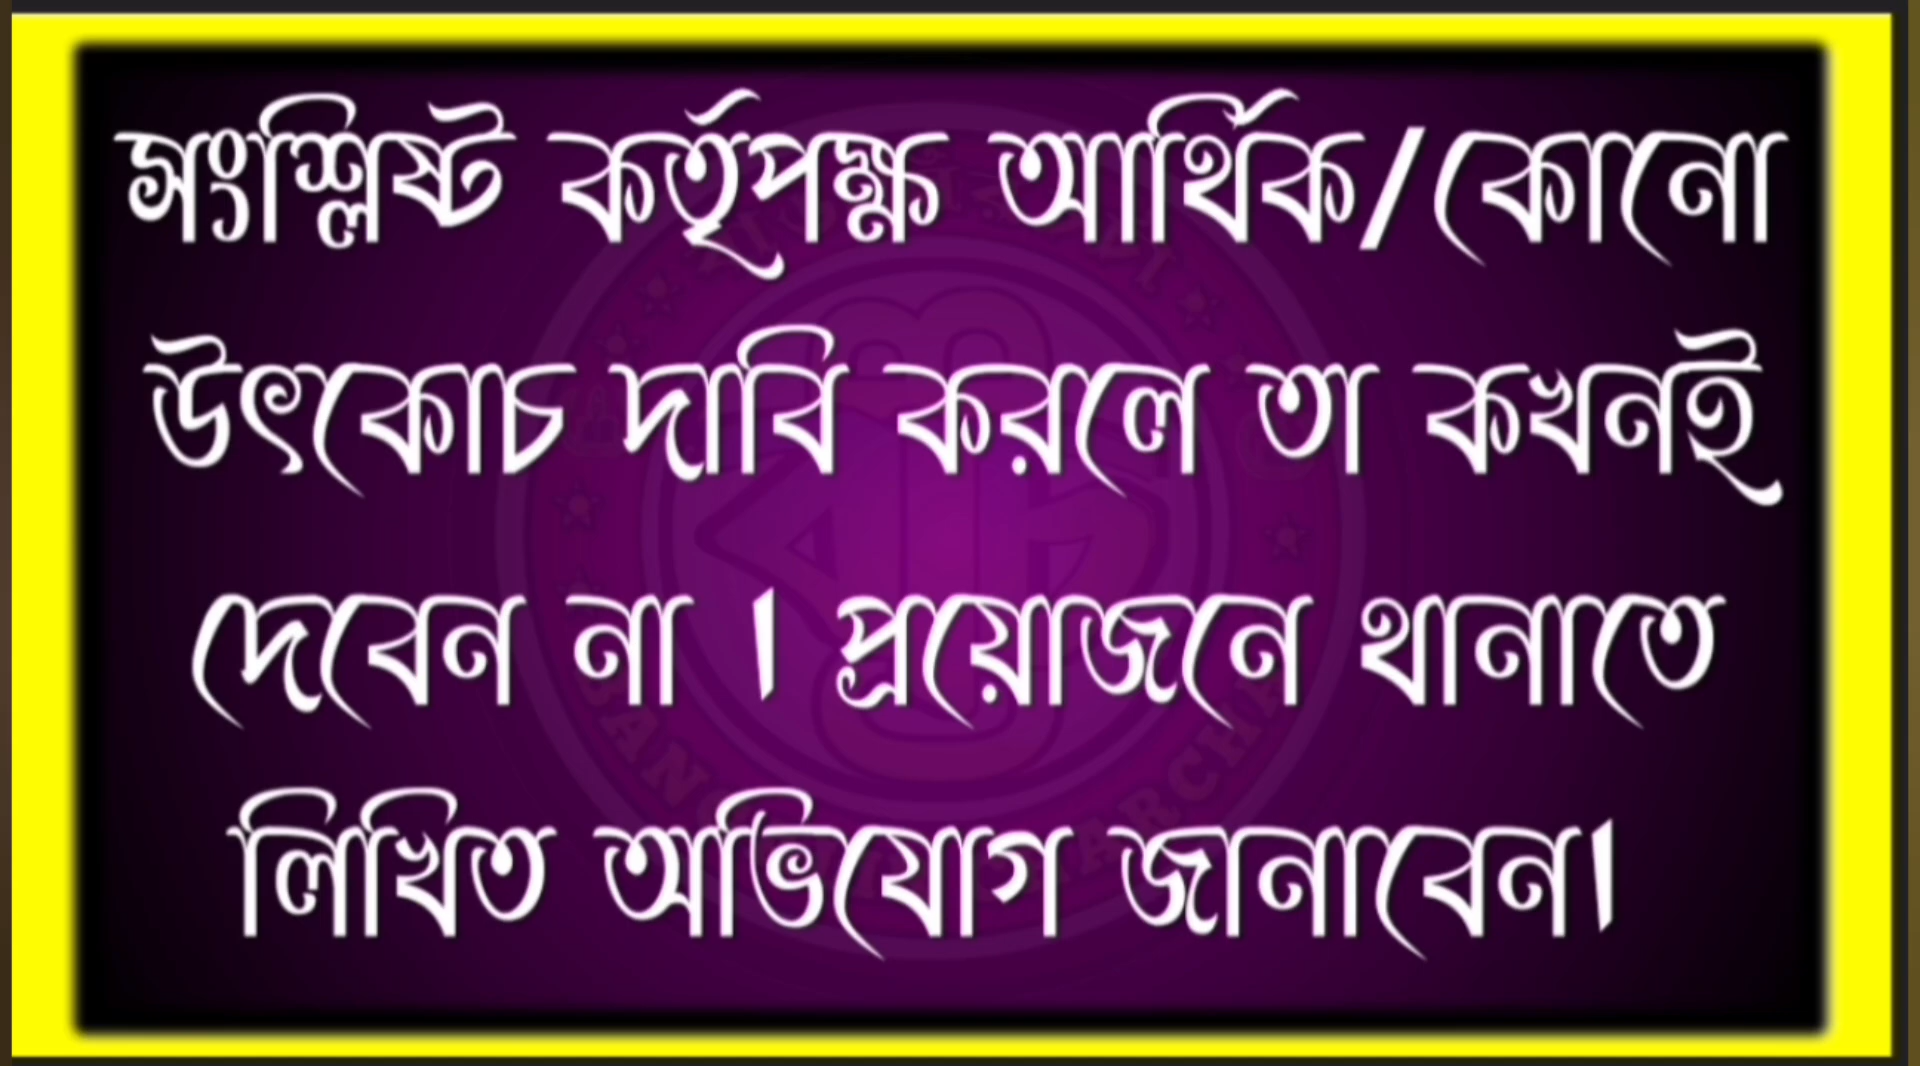 সংশ্লিষ্ট কর্তৃপক্ষ আর্থিক/কোনো
উৎকোচ দাবি করলে তা কখনই
দেবেন না । প্রয়োজনে থানাতে
লিখিত অভিযোগ জানাবেন।